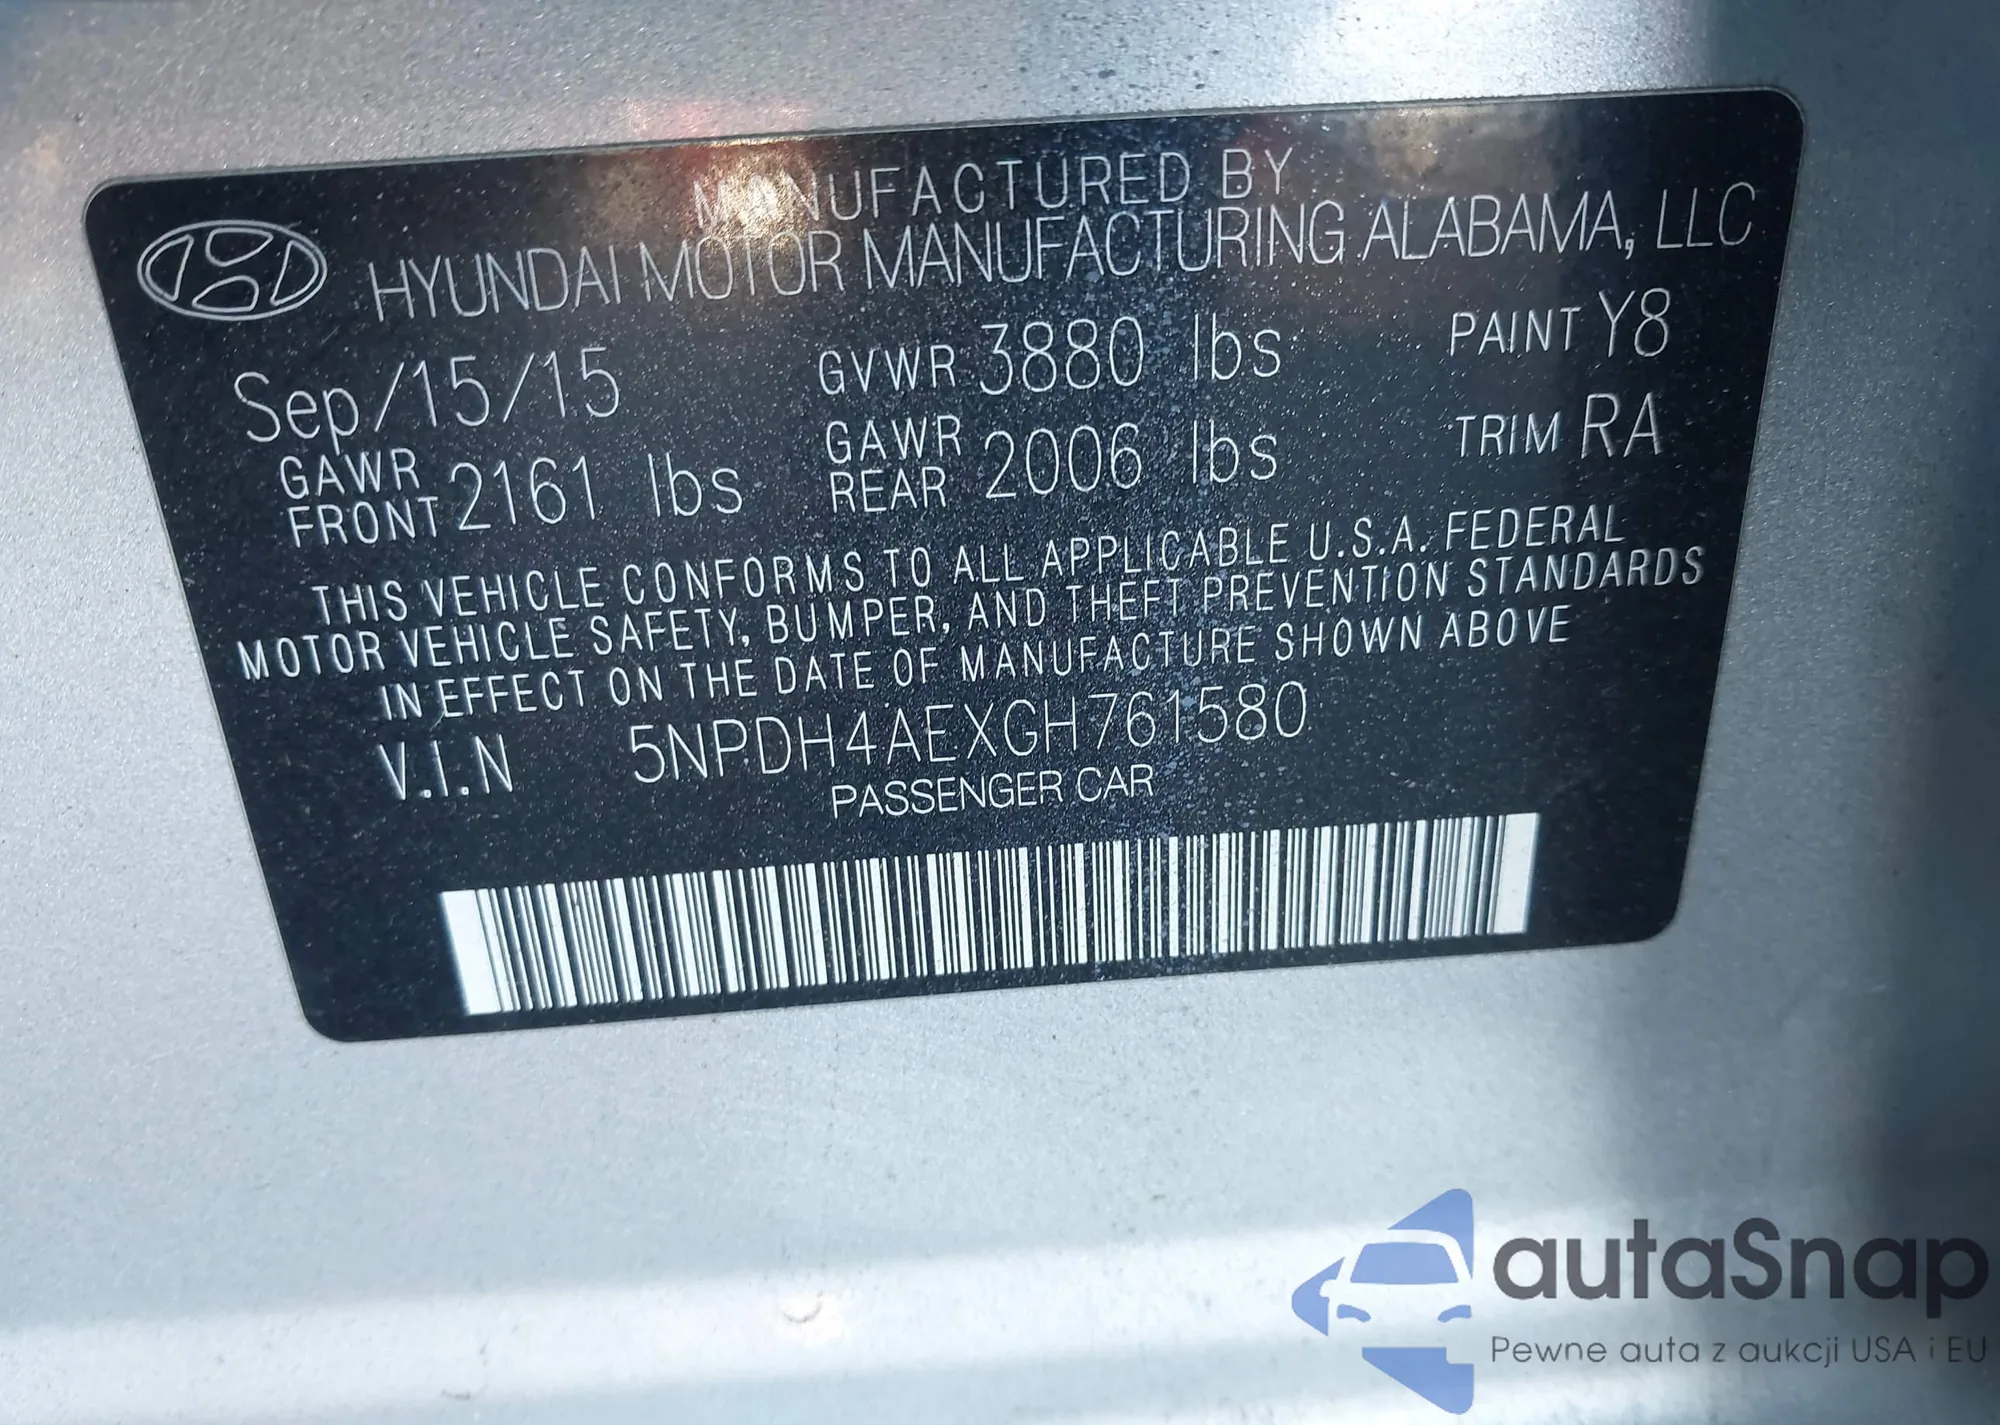 MANUFACTURED BY
HYUNDAI MOTOR MANUFACTURING ALABAMA, LLC
Sep/15/15 GVWR 3880 lbs PAINT Y8
GAWR FRONT 2161 lbs GAWR REAR 2006 lbs TRIM RA
THIS VEHICLE CONFORMS TO ALL APPLICABLE U.S.A. FEDERAL
MOTOR VEHICLE SAFETY, BUMPER, AND THEFT PREVENTION STANDARDS
IN EFFECT ON THE DATE OF MANUFACTURE SHOWN ABOVE
V.I.N 5NPDH4AEXGH761580
PASSENGER CAR
autaSnap
Pewne auta z aukcji USA i EU